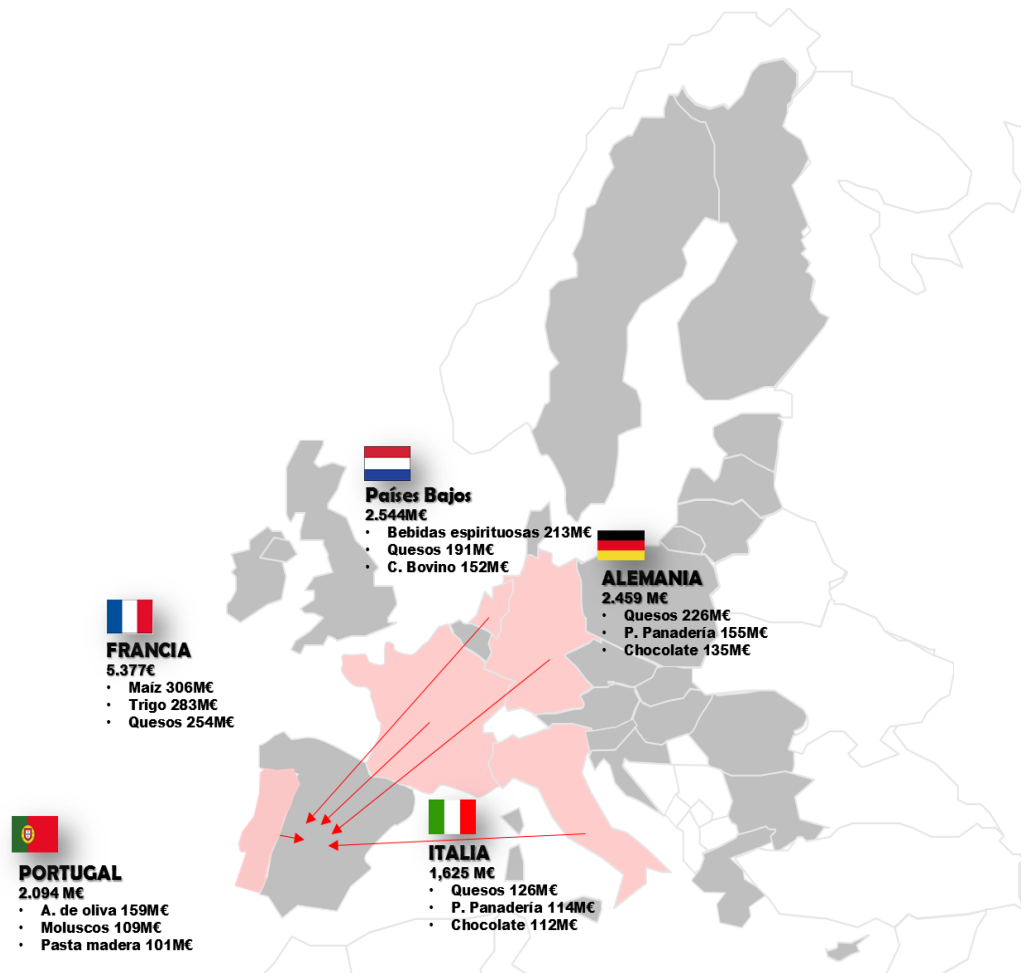 Países Bajos
2.544M€
• Bebidas espirituosas 213M€
• Quesos 191M€
• C. Bovino 152M€
ALEMANIA
2.459 M€
• Quesos 226M€
• P. Panadería 155M€
• Chocolate 135M€
FRANCIA
5.377€
• Maíz 306M€
• Trigo 283M€
• Quesos 254M€
PORTUGAL
2.094 M€
• A. de oliva 159M€
• Moluscos 109M€
• Pasta madera 101M€
ITALIA
1,625 M€
• Quesos 126M€
• P. Panadería 114M€
• Chocolate 112M€